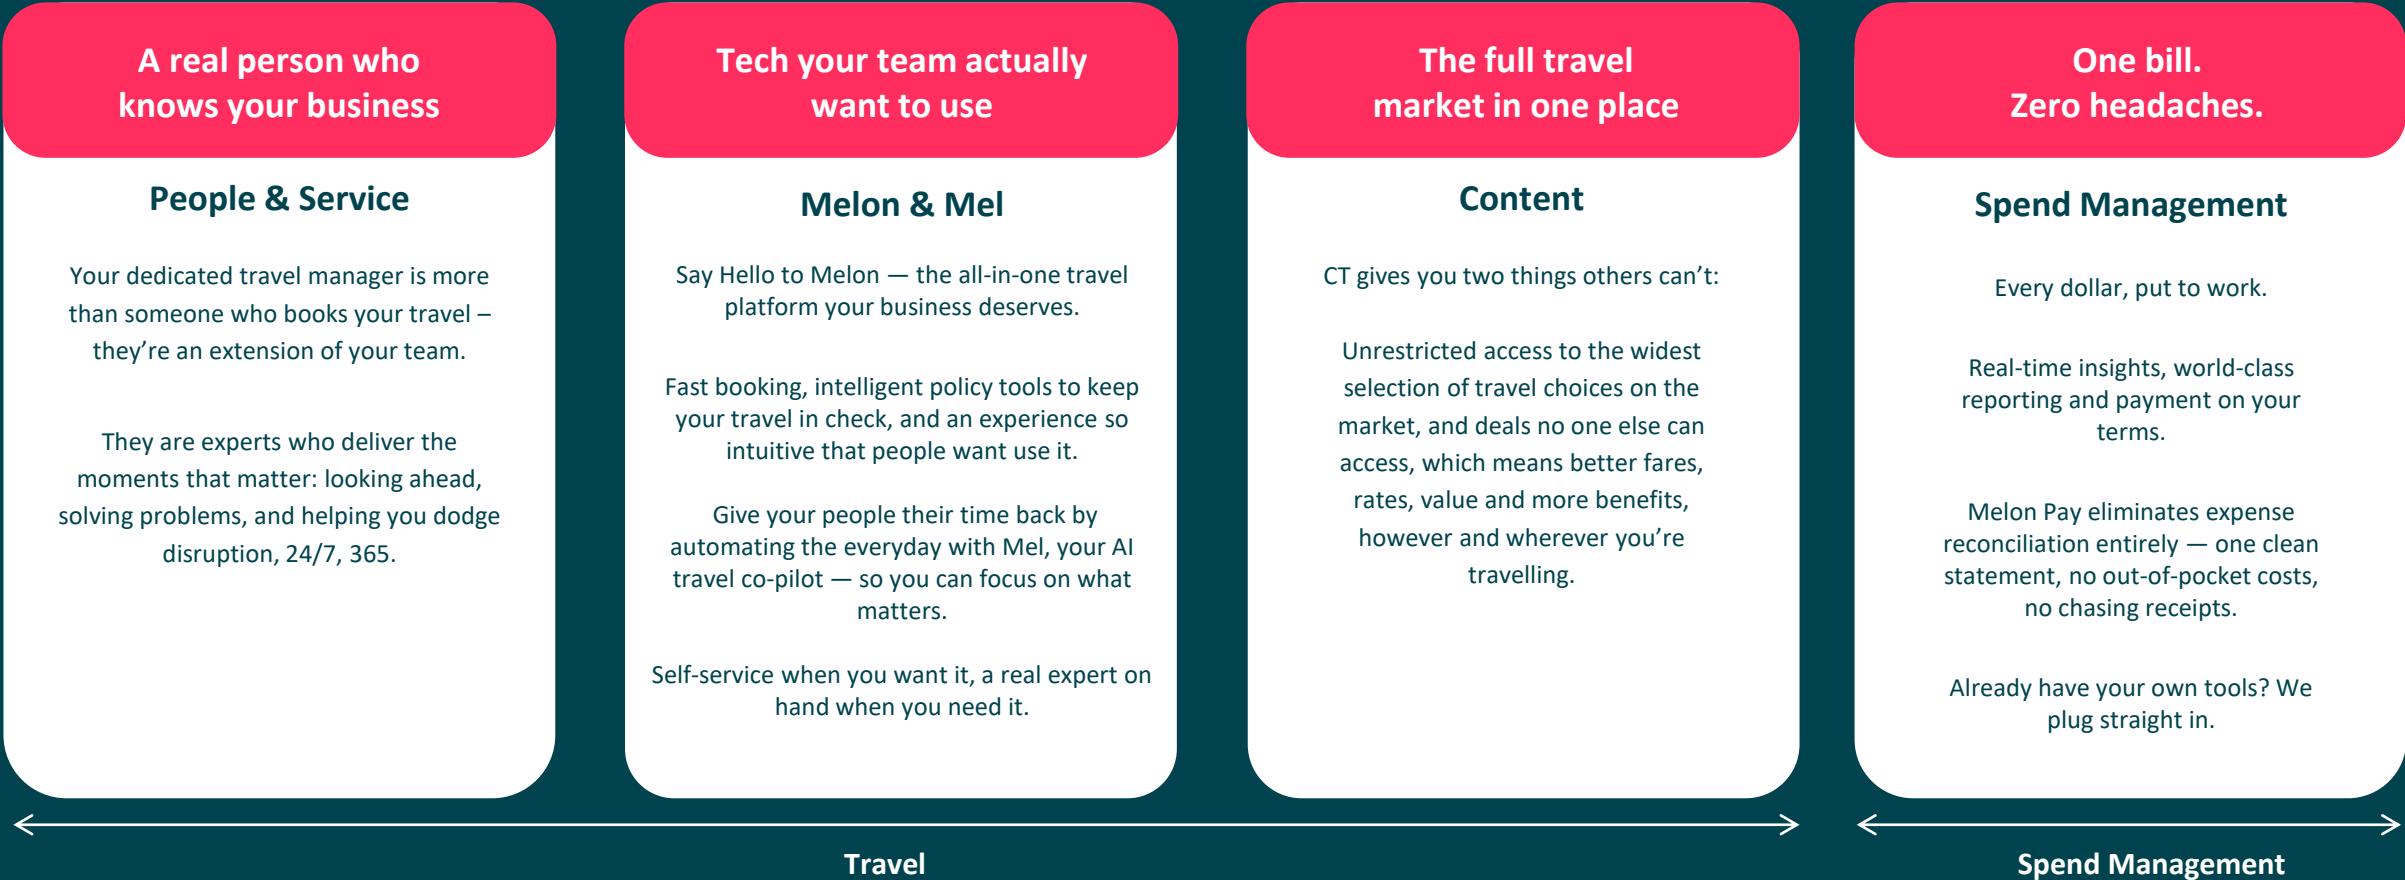 A real person who
knows your business
People & Service
Your dedicated travel manager is more
than someone who books your travel –
they’re an extension of your team.
They are experts who deliver the
moments that matter: looking ahead,
solving problems, and helping you dodge
disruption, 24/7, 365.
Tech your team actually
want to use
Melon & Mel
Say Hello to Melon — the all-in-one travel
platform your business deserves.
Fast booking, intelligent policy tools to keep
your travel in check, and an experience so
intuitive that people want use it.
Give your people their time back by
automating the everyday with Mel, your AI
travel co-pilot — so you can focus on what
matters.
Self-service when you want it, a real expert on
hand when you need it.
The full travel
market in one place
Content
CT gives you two things others can’t:
Unrestricted access to the widest
selection of travel choices on the
market, and deals no one else can
access, which means better fares,
rates, value and more benefits,
however and wherever you’re
travelling.
One bill.
Zero headaches.
Spend Management
Every dollar, put to work.
Real-time insights, world-class
reporting and payment on your
terms.
Melon Pay eliminates expense
reconciliation entirely — one clean
statement, no out-of-pocket costs,
no chasing receipts.
Already have your own tools? We
plug straight in.
Travel
Spend Management